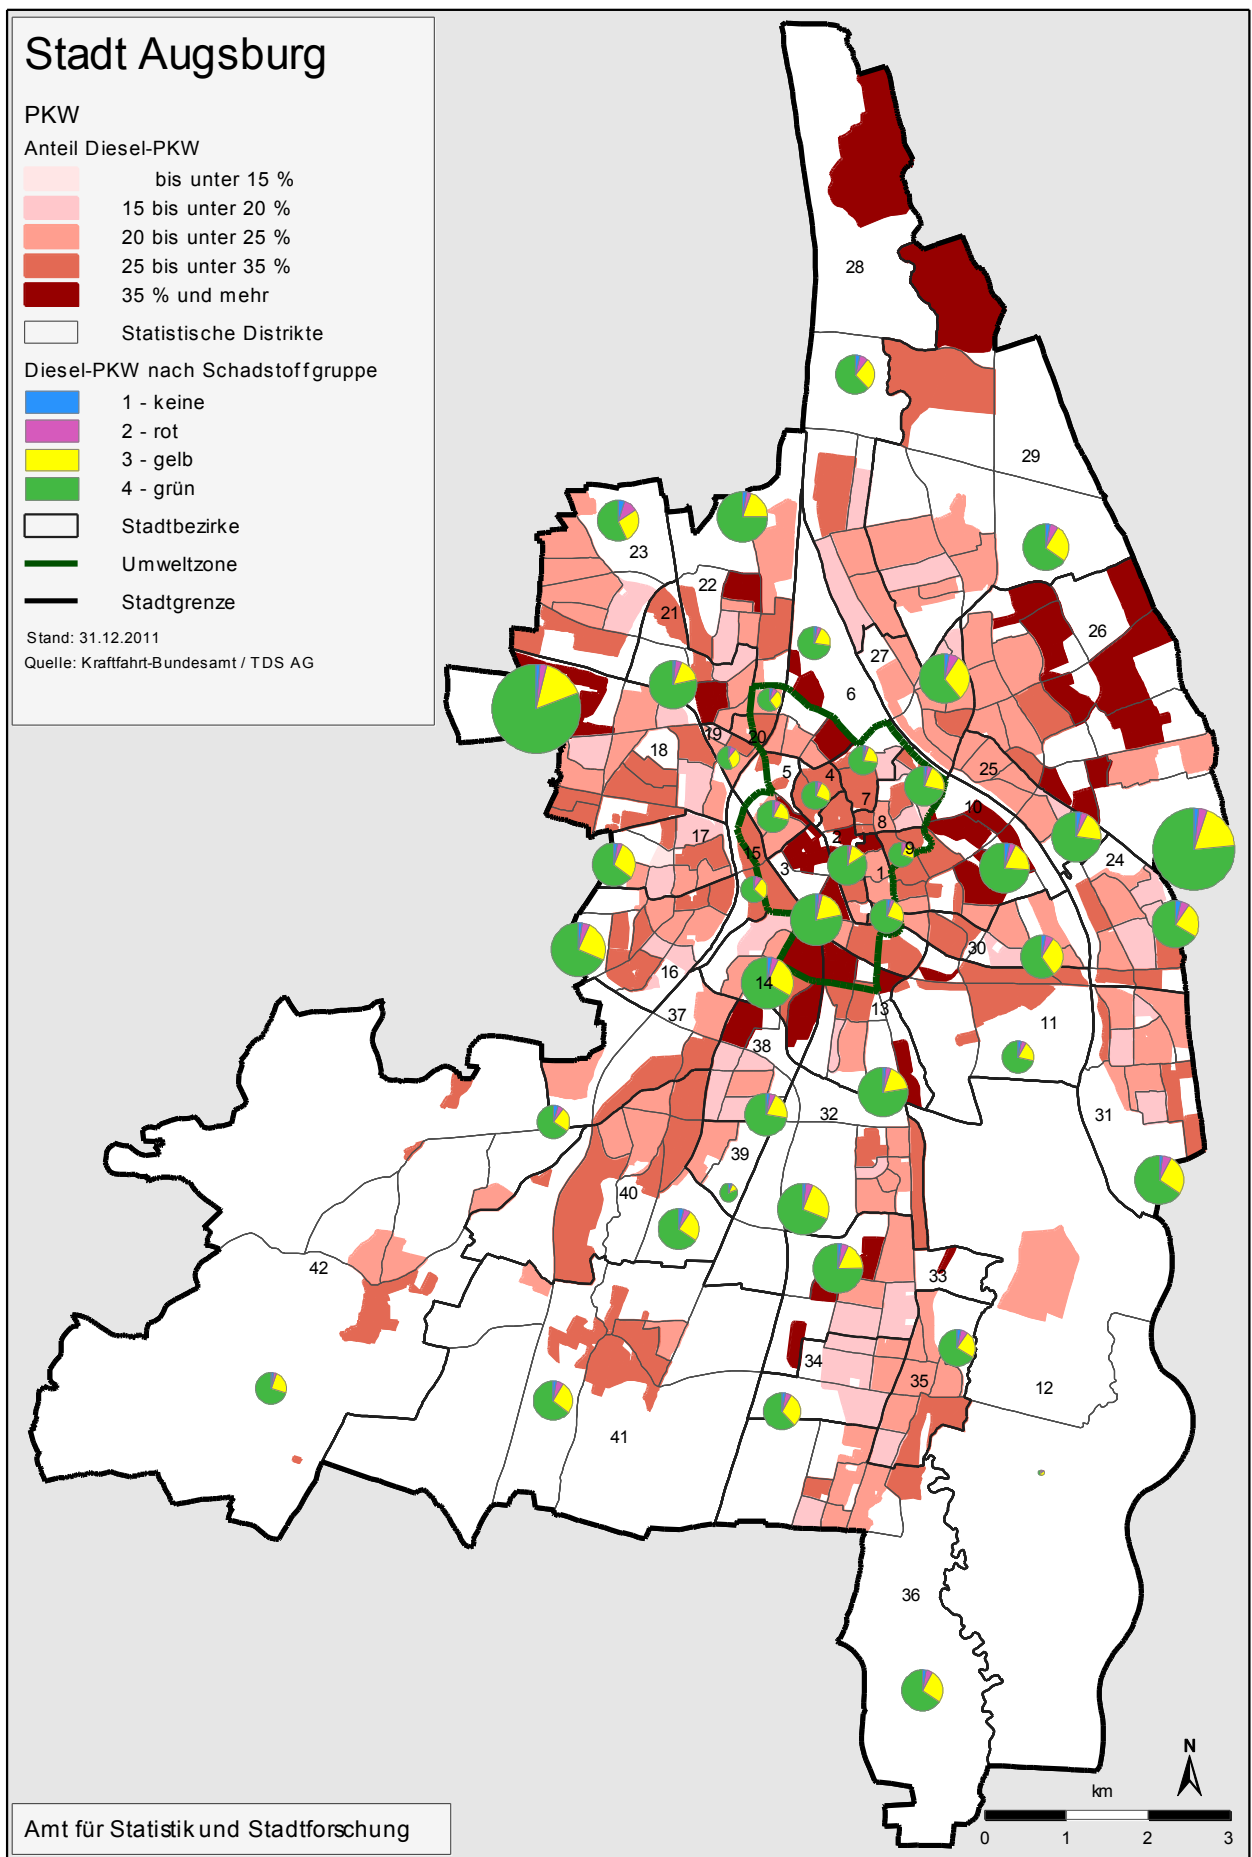 Stadt Augsburg
PKW
Anteil Diesel-PKW
bis unter 15 %
15 bis unter 20 %
20 bis unter 25 %
25 bis unter 35 %
35 % und mehr
Statistische Distrikte
Diesel-PKW nach Schadstoffgruppe
1 - keine
2 - rot
3 - gelb
4 - grün
Stadtbezirke
Umweltzone
Stadtgrenze
Stand: 31.12.2011
Quelle: Kraftfahrt-Bundesamt / TDS AG
28
29
23
22
21
26
27
6
19
20
18
5
4
25
7
10
8
17
2
9
15
3
1
24
30
16
14
37
13
11
38
32
31
39
40
42
33
34
35
12
41
36
N
km
0 1 2 3
Amt für Statistik und Stadtforschung